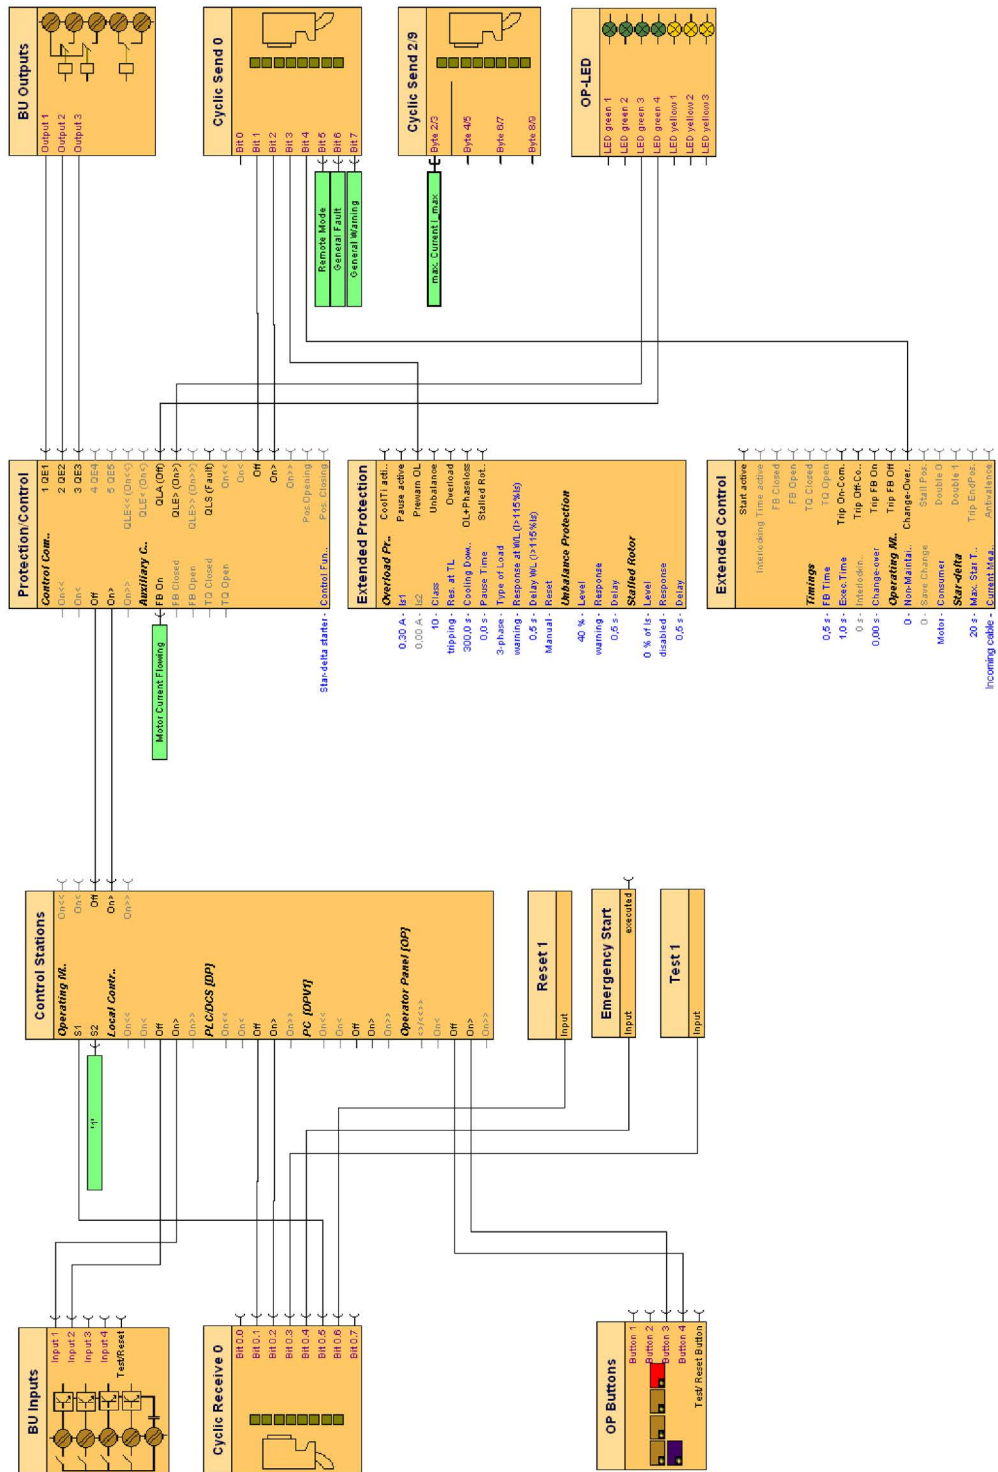 BU Inputs
Input 1
Input 2
Input 3
Input 4
Test/Reset
Cyclic Receive 0
Bit 0.0
Bit 0.1
Bit 0.2
Bit 0.3
Bit 0.4
Bit 0.5
Bit 0.6
Bit 0.7
OP Buttons
Button 1
Button 2
Button 3
Button 4
Test/ Reset Button
'1'
Control Stations
Operating M..
S1
S2
Local Contr..
On<<
On<
Off
On>
On>>
PLC/DCS [DP]
On<<
On<
Off
On>
On>>
PC [DPV1]
On<<
On<
Off
On>
On>>
Operator Panel [OP]
<>/<<>>
On<
Off
On>
On>>
On<<
On<
Off
On>
On>>
Reset 1
Input
Emergency Start
Input
executed
Test 1
Input
Motor Current Flowing
Protection/Control
Control Com..
On<<
On<
Off
On>
On>>
Auxiliary C..
FB On
FB Closed
FB Open
TQ Closed
TQ Open
Star-delta starter - Control Fun..
1 QE1
2 QE2
3 QE3
4 QE4
5 QE5
QLE<< (On<<)
QLE< (On<)
QLA (Off)
QLE> (On>)
QLE>> (On>>)
QLS (Fault)
On<<
On<
Off
On>
On>>
Pos.Opening
Pos.Closing
Extended Protection
Overload Pr..
0,30 A - Is1
0,00 A - Is2
10 - Class
tripping - Res. at TL
300,0 s - Cooling Dow..
0,0 s - Pause Time
3-phase - Type of Load
warning - Response at WL (I>115%Is)
0,5 s - Delay WL (I>115%Is)
Manual - Reset
Unbalance Protection
40 % - Level
warning - Response
0,5 s - Delay
Stalled Rotor
0 % of Is - Level
disabled - Response
0,5 s - Delay
CoolTi acti..
Pause active
Prewarn OL
Unbalance
Overload
OL+Phaseloss
Stalled Rot..
Extended Control
Timings
0,5 s - FB Time
1,0 s - Exec.Time
0 s - Interlockin..
0,00 s - Change-over
Operating M..
0 - Non-Maintai..
0 - Save Change
Motor - Consumer
Star-delta
20 s - Max. Star T..
Incoming cable - Current Mea..
Start active
Interlocking Time active
FB Closed
FB Open
TQ Closed
TQ Open
Trip On-Com..
Trip Off-Co..
Trip FB On
Trip FB Off
Change-Over..
Stall Pos.
Double 0
Double 1
Trip EndPos.
Antivalence
BU Outputs
Output 1
Output 2
Output 3
Cyclic Send 0
Bit 0
Bit 1
Bit 2
Bit 3
Bit 4
Bit 5
Bit 6
Bit 7
Remote Mode
General Fault
General Warning
Cyclic Send 2/9
Byte 2/3
Byte 4/5
Byte 6/7
Byte 8/9
max. Current I_max
OP-LED
LED green 1
LED green 2
LED green 3
LED green 4
LED yellow 1
LED yellow 2
LED yellow 3